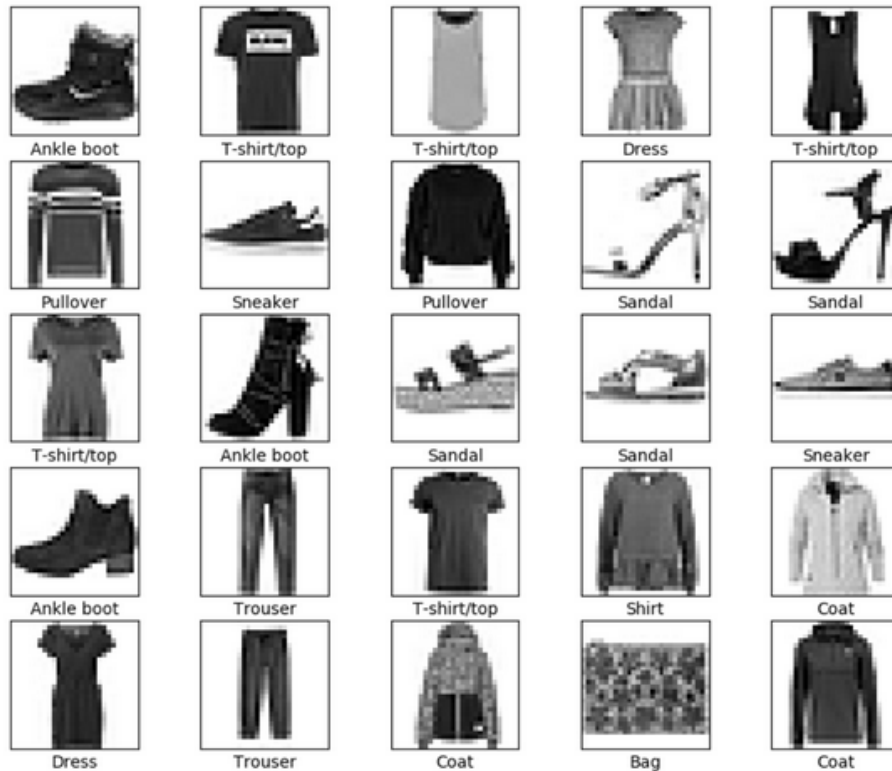 Ankle boot T-shirt/top T-shirt/top Dress T-shirt/top
Pullover Sneaker Pullover Sandal Sandal
T-shirt/top Ankle boot Sandal Sandal Sneaker
Ankle boot Trouser T-shirt/top Shirt Coat
Dress Trouser Coat Bag Coat